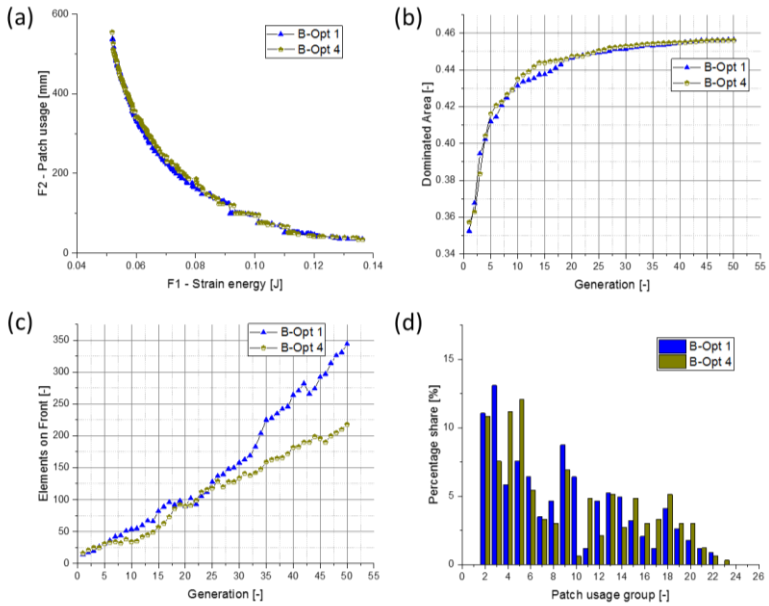 (a)
B-Opt 1
B-Opt 4
F2 - Patch usage [mm]
600
400
200
0
0.04
0.06
0.08
0.10
0.12
0.14
F1 - Strain energy [J]
(b)
B-Opt 1
B-Opt 4
Dominated Area [-]
0.46
0.44
0.42
0.40
0.38
0.36
0.34
0 5 10 15 20 25 30 35 40 45 50 55
Generation [-]
(c)
B-Opt 1
B-Opt 4
Elements on Front [-]
350
300
250
200
150
100
50
0
0 5 10 15 20 25 30 35 40 45 50 55
Generation [-]
(d)
B-Opt 1
B-Opt 4
Percentage share [%]
15
10
5
0
2 4 6 8 10 12 14 16 18 20 22 24 26
Patch usage group [-]